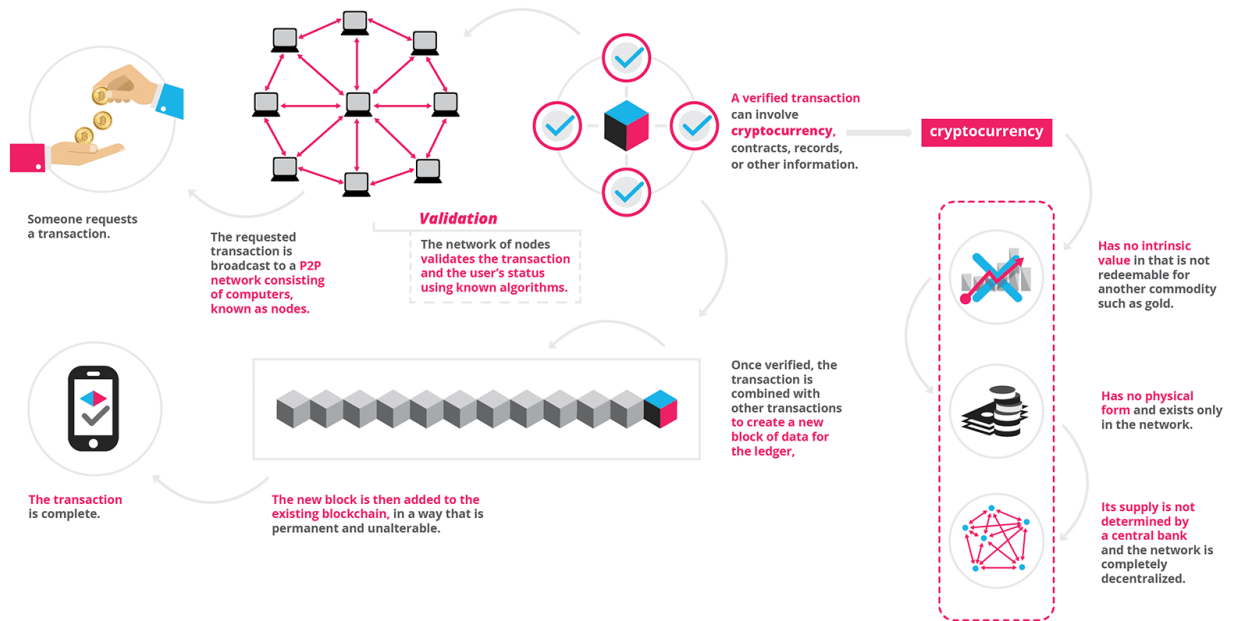 Someone requests
a transaction.
The requested
transaction is
broadcast to a P2P
network consisting
of computers,
known as nodes.
Validation
The network of nodes
validates the transaction
and the user's status
using known algorithms.
A verified transaction
can involve
cryptocurrency,
contracts, records,
or other information.
cryptocurrency
Has no intrinsic
value in that is not
redeemable for
another commodity
such as gold.
Has no physical
form and exists only
in the network.
Its supply is not
determined by
a central bank
and the network is
completely
decentralized.
Once verified, the
transaction is
combined with
other transactions
to create a new
block of data for
the ledger,
The new block is then added to the
existing blockchain, in a way that is
permanent and unalterable.
The transaction
is complete.